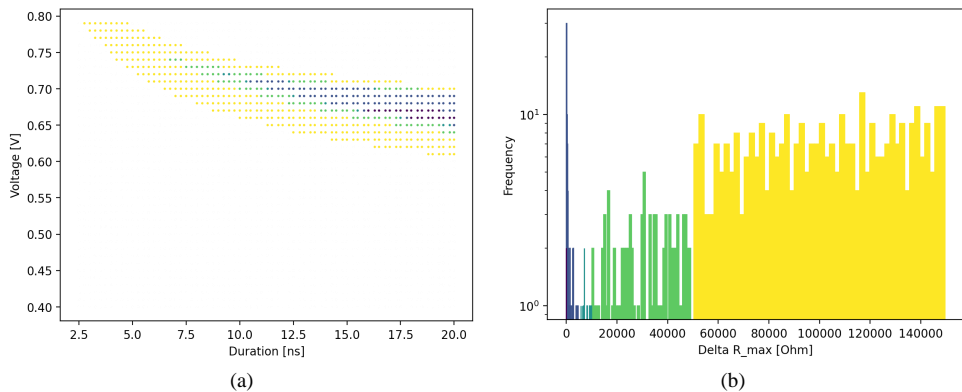 0.80
0.75
0.70
0.65
0.60
0.55
0.50
0.45
0.40
Voltage [V]
2.5 5.0 7.5 10.0 12.5 15.0 17.5 20.0
Duration [ns]
(a)
10¹
10⁰
Frequency
0 20000 40000 60000 80000 100000 120000 140000
Delta R_max [Ohm]
(b)